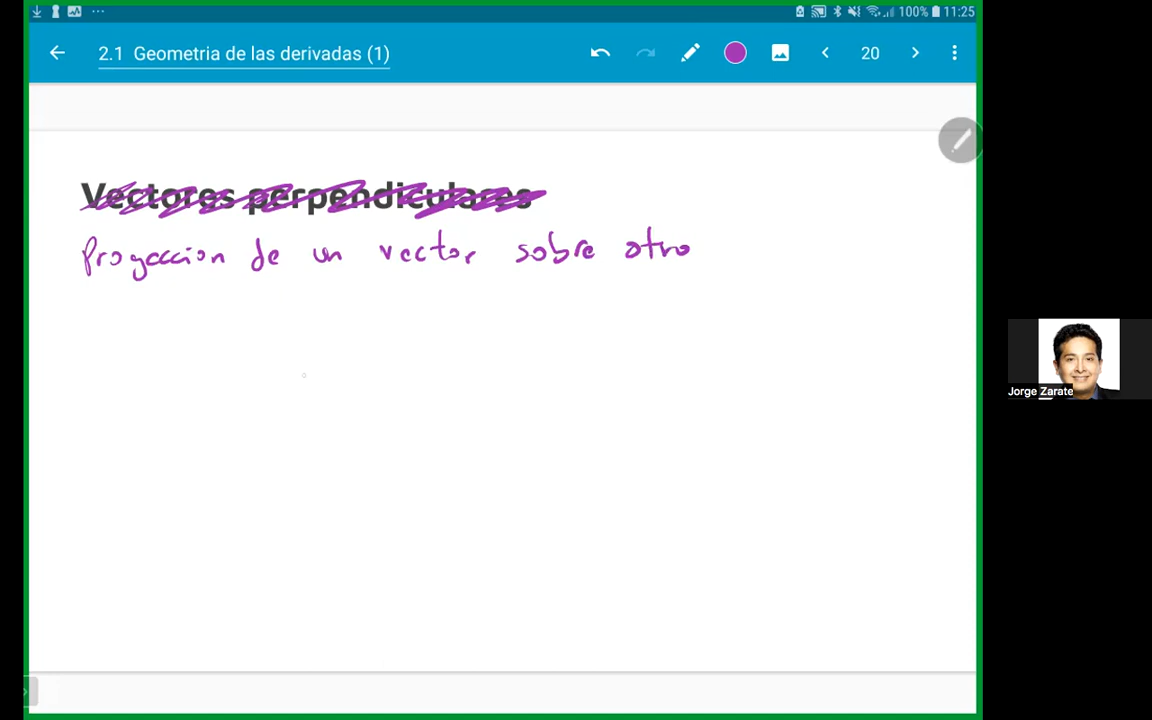 100% 11:25
2.1 Geometria de las derivadas (1)
20
Vectores perpendiculares
Proyeccion de un vector sobre otro
Jorge Zarate